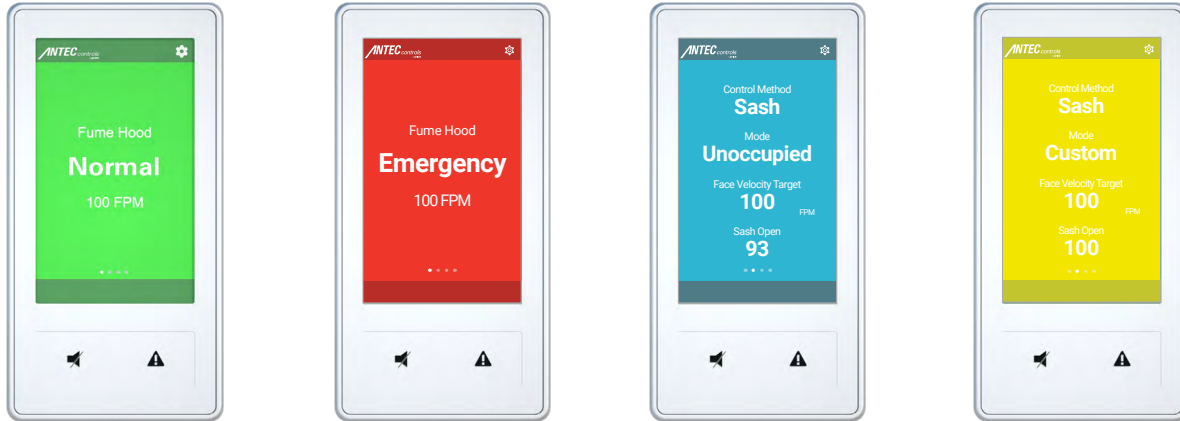 ANTEC controls
Fume Hood
Normal
100 FPM
ANTEC controls
Fume Hood
Emergency
100 FPM
ANTEC controls
Control Method
Sash
Mode
Unoccupied
Face Velocity Target
100
FPM
Sash Open
93
ANTEC controls
Control Method
Sash
Mode
Custom
Face Velocity Target
100
FPM
Sash Open
100